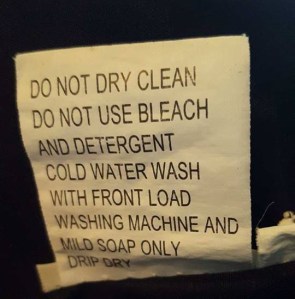 DO NOT DRY CLEAN
DO NOT USE BLEACH
AND DETERGENT
COLD WATER WASH
WITH FRONT LOAD
WASHING MACHINE AND
MILD SOAP ONLY
DRIP DRY